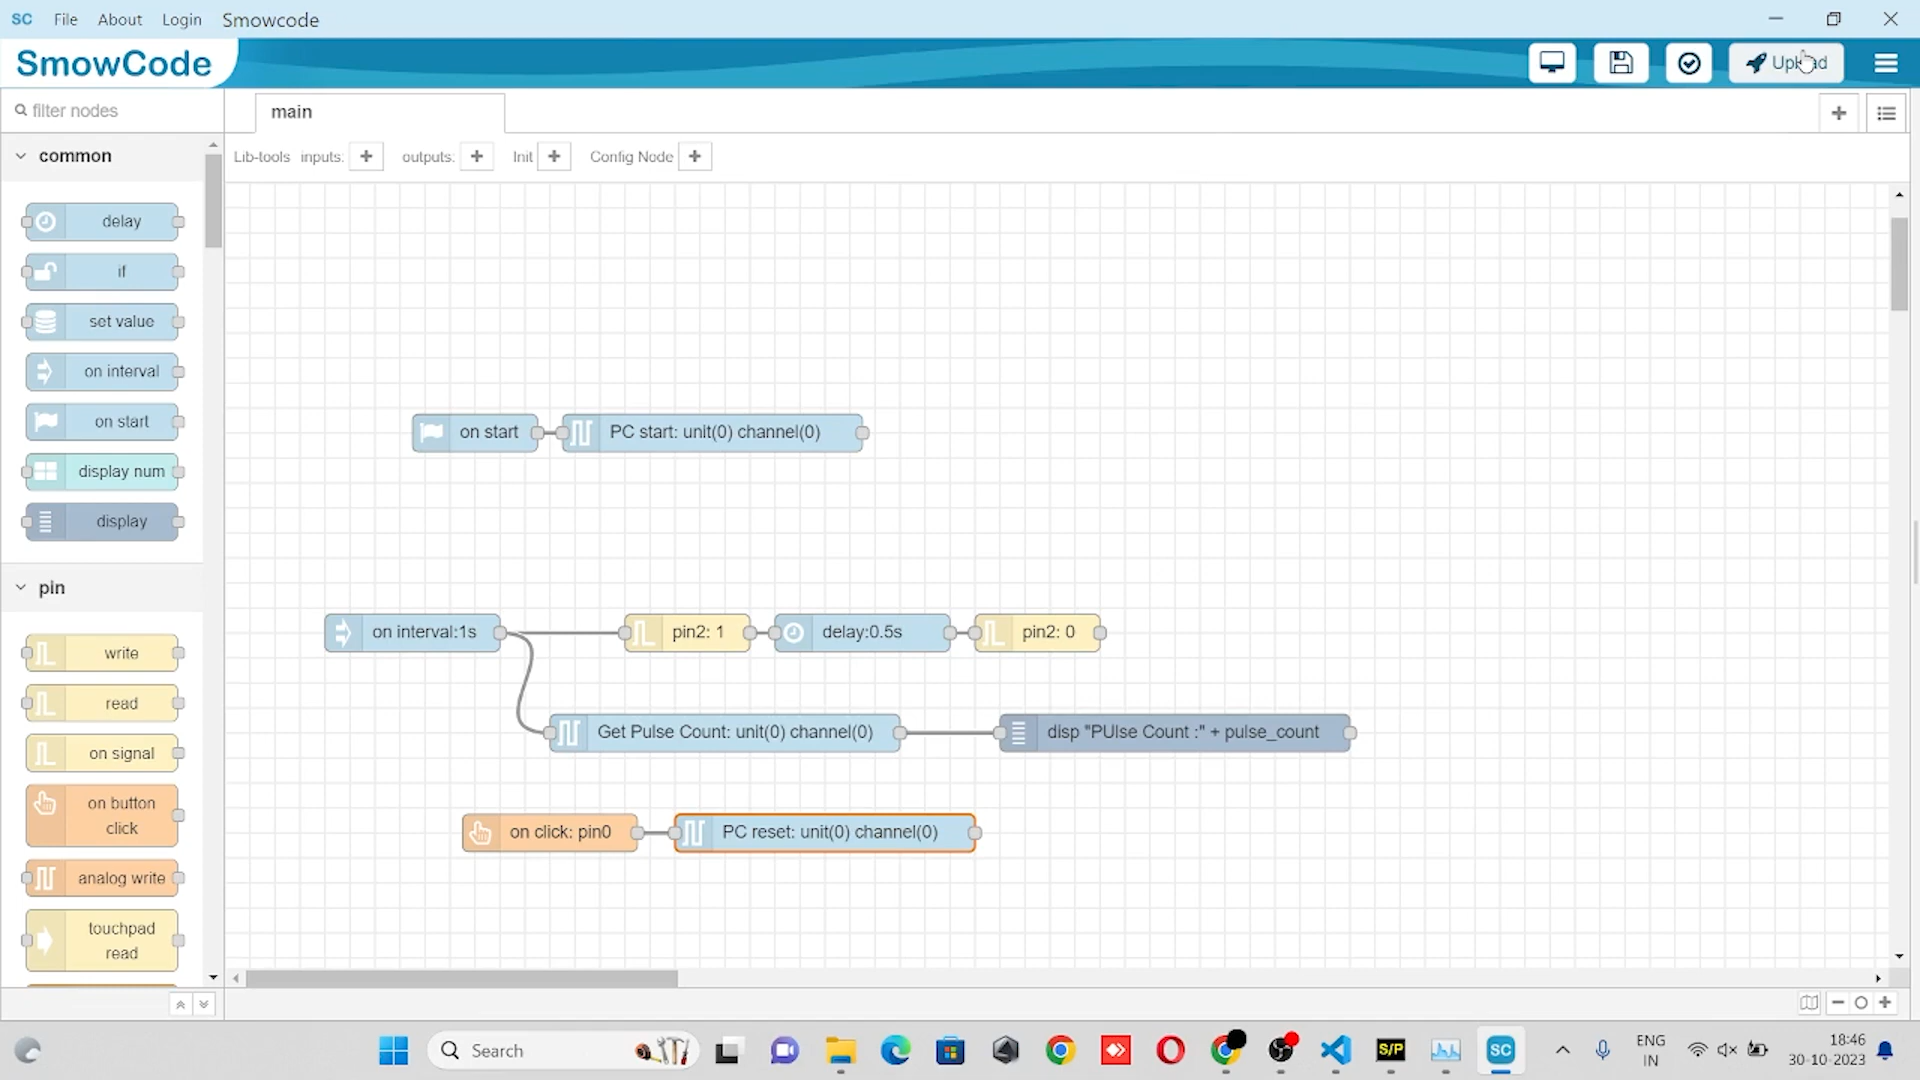 SC File About Login Smowcode
SmowCode
Upload
filter nodes
main
Lib-tools inputs: outputs: Init Config Node
common
delay
if
set value
on interval
on start
display num
display
pin
write
read
on signal
on button
click
analog write
touchpad
read
on start
PC start: unit(0) channel(0)
on interval:1s
pin2: 1
delay:0.5s
pin2: 0
Get Pulse Count: unit(0) channel(0)
disp "PUlse Count :" + pulse_count
on click: pin0
PC reset: unit(0) channel(0)
Search
S/P
SC
ENG
IN
18:46
30-10-2023